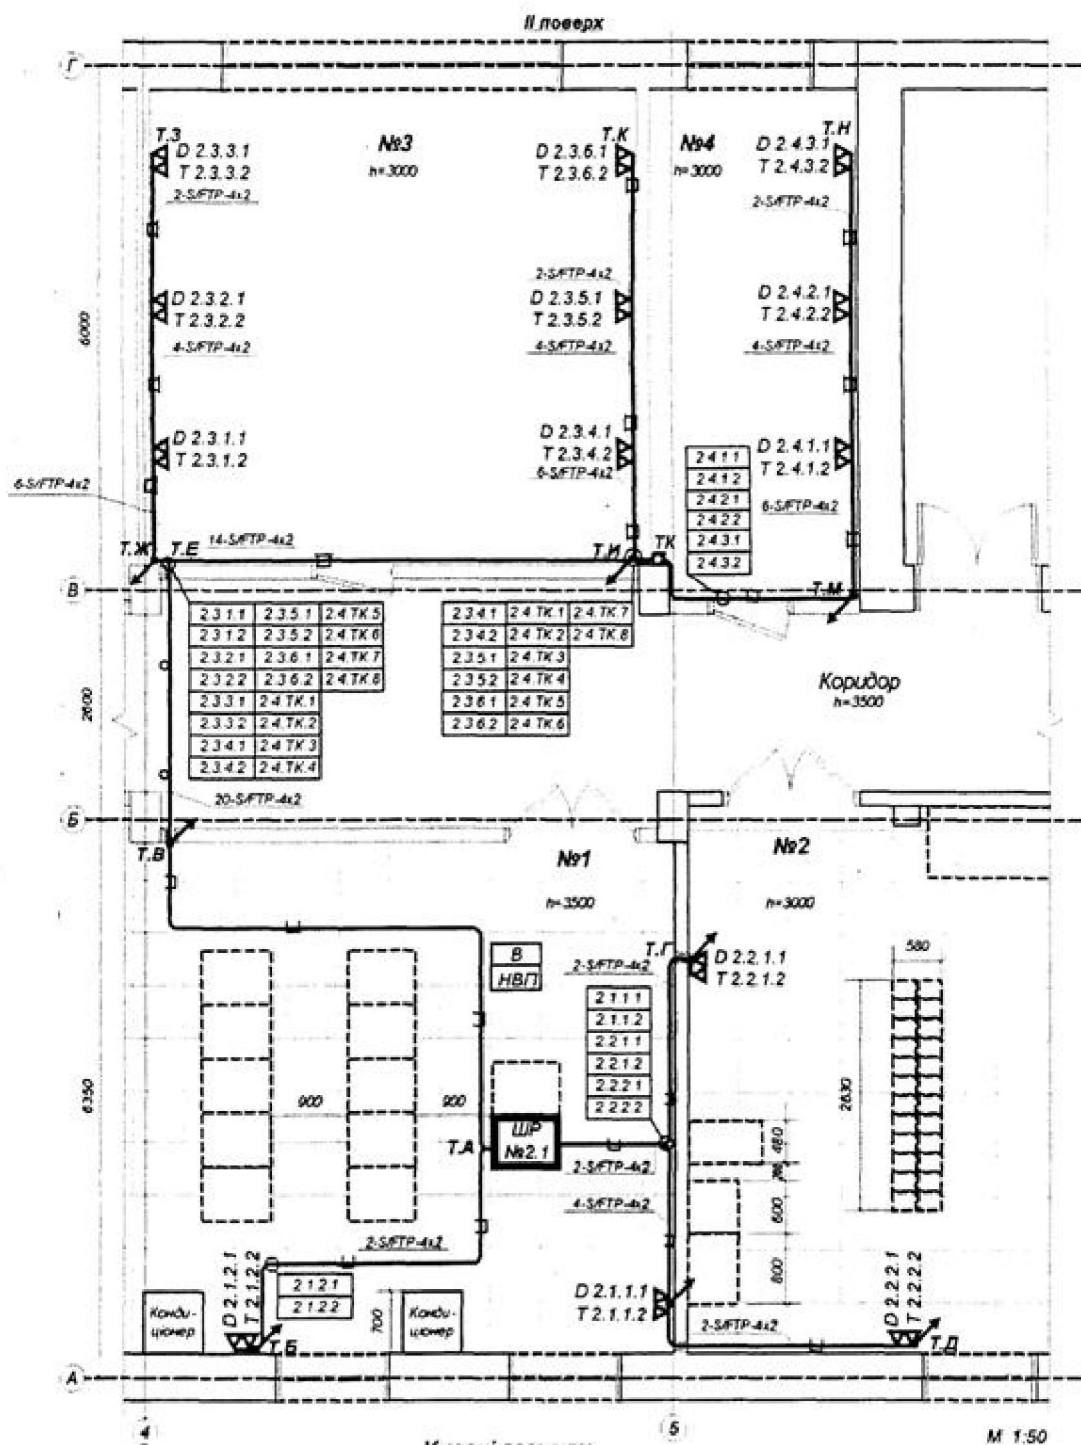 II поверх
Г
Т.З
D 2.3.3.1
T 2.3.3.2
2-S/FTP-4x2
№3
h=3000
Т.К
D 2.3.6.1
T 2.3.6.2
№4
h=3000
Т.Н
D 2.4.3.1
T 2.4.3.2
2-S/FTP-4x2
6000
D 2.3.2.1
T 2.3.2.2
4-S/FTP-4x2
2-S/FTP-4x2
D 2.3.5.1
T 2.3.5.2
4-S/FTP-4x2
D 2.4.2.1
T 2.4.2.2
4-S/FTP-4x2
D 2.3.1.1
T 2.3.1.2
6-S/FTP-4x2
D 2.3.4.1
T 2.3.4.2
6-S/FTP-4x2
2.4.1.1
2.4.1.2
2.4.2.1
2.4.2.2
2.4.3.1
2.4.3.2
D 2.4.1.1
T 2.4.1.2
6-S/FTP-4x2
Т.Ж
Т.Е
14-S/FTP-4x2
Т.И
ТК
Т.М
В
2.3.1.1 2.3.5.1 2.4.ТК.5
2.3.1.2 2.3.5.2 2.4.ТК.6
2.3.2.1 2.3.6.1 2.4.ТК.7
2.3.2.2 2.3.6.2 2.4.ТК.8
2.3.3.1 2.4.ТК.1
2.3.3.2 2.4.ТК.2
2.3.4.1 2.4.ТК.3
2.3.4.2 2.4.ТК.4
2.3.4.1 2.4.ТК.1 2.4.ТК.7
2.3.4.2 2.4.ТК.2 2.4.ТК.8
2.3.5.1 2.4.ТК.3
2.3.5.2 2.4.ТК.4
2.3.6.1 2.4.ТК.5
2.3.6.2 2.4.ТК.6
Коридор
h=3500
2600
20-S/FTP-4x2
Б
Т.В
№1
h=3500
№2
h=3000
В
НВП
Т.Г
2-S/FTP-4x2
D 2.2.1.1
T 2.2.1.2
580
2.1.1.1
2.1.1.2
2.2.1.1
2.2.1.2
2.2.2.1
2.2.2.2
6350
900
900
2630
480
Т.А
ШР
№2.1
2-S/FTP-4x2
4-S/FTP-4x2
600
800
2-S/FTP-4x2
D 2.1.2.1
T 2.1.2.2
2.1.2.1
2.1.2.2
Конди-
ціонер
700
Конди-
ціонер
D 2.1.1.1
T 2.1.1.2
2-S/FTP-4x2
D 2.2.2.1
T 2.2.2.2
Т.Б
Т.Д
А
4
5
М 1:50